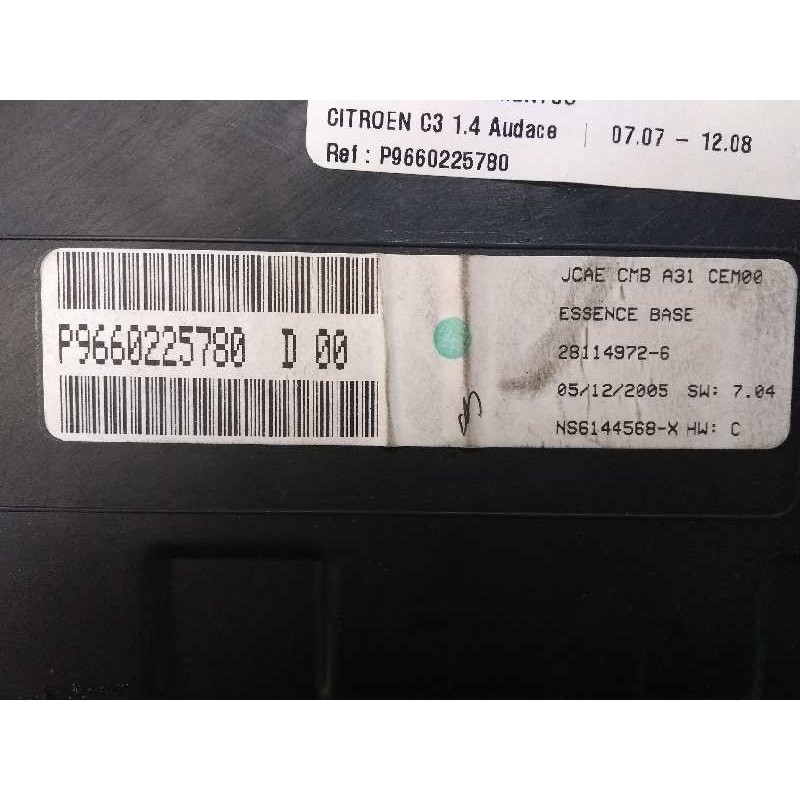 CITROEN C3 1.4 Audace | 07.07 - 12.08
Ref : P9660225780
P9660225780 D 00
JCAE CMB A31 CEM00
ESSENCE BASE
28114972-6
05/12/2005 SW: 7.04
NS6144568-X HW: C